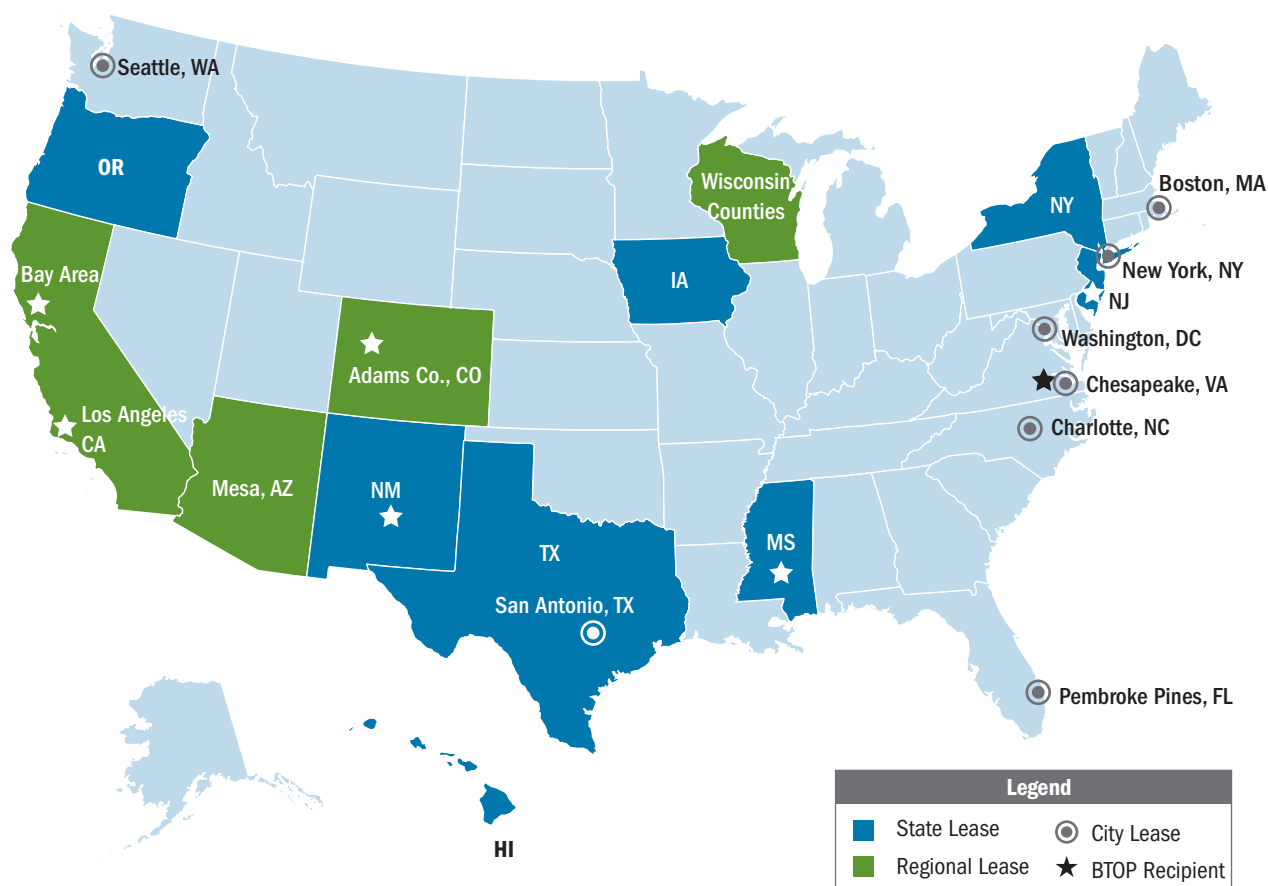 Seattle, WA
OR
Wisconsin
Counties
Boston, MA
NY
Bay Area
New York, NY
IA
NJ
Washington, DC
Adams Co., CO
Chesapeake, VA
Los Angeles
CA
Charlotte, NC
Mesa, AZ
NM
MS
TX
San Antonio, TX
Pembroke Pines, FL
HI
Legend
State Lease
City Lease
Regional Lease
BTOP Recipient